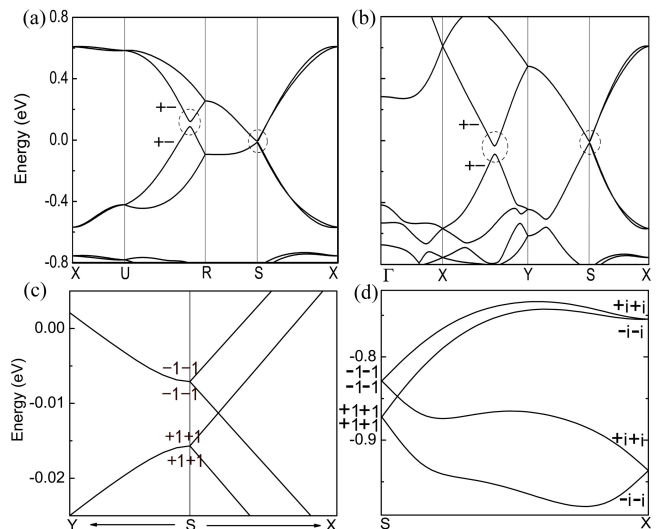 (a)
0.8
0.4
0.0
-0.4
-0.8
Energy (eV)
+−
+−
X U R S X
(b)
+−
+−
Γ X Y S X
(c)
0.00
-0.01
-0.02
Energy (eV)
−1−1
−1−1
+1+1
+1+1
Y S X
(d)
-0.8
-0.9
−1−1
−1−1
+1+1
+1+1
+i+i
−i−i
+i+i
−i−i
S X